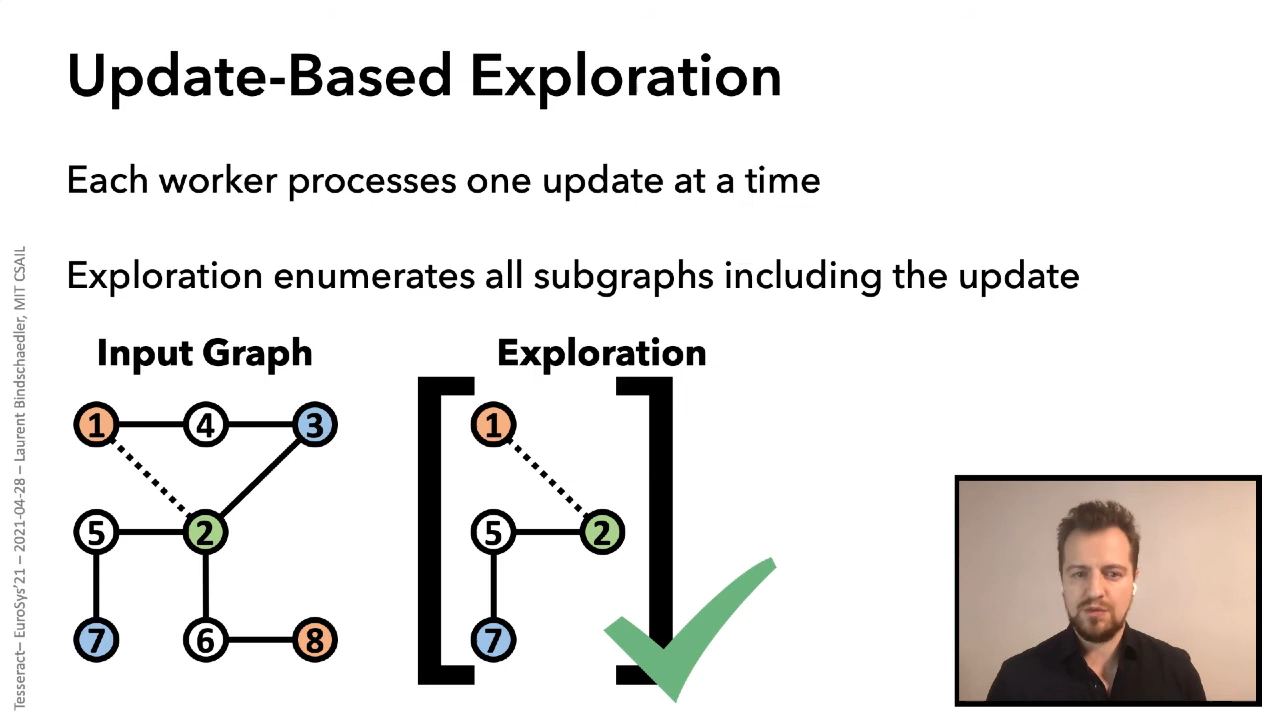 Update-Based Exploration
Each worker processes one update at a time
Exploration enumerates all subgraphs including the update
Input Graph
Exploration
1 4 3
5 2
7 6 8
1
5 2
7
Tesseract– EuroSys'21 – 2021-04-28 – Laurent Bindschaedler, MIT CSAIL